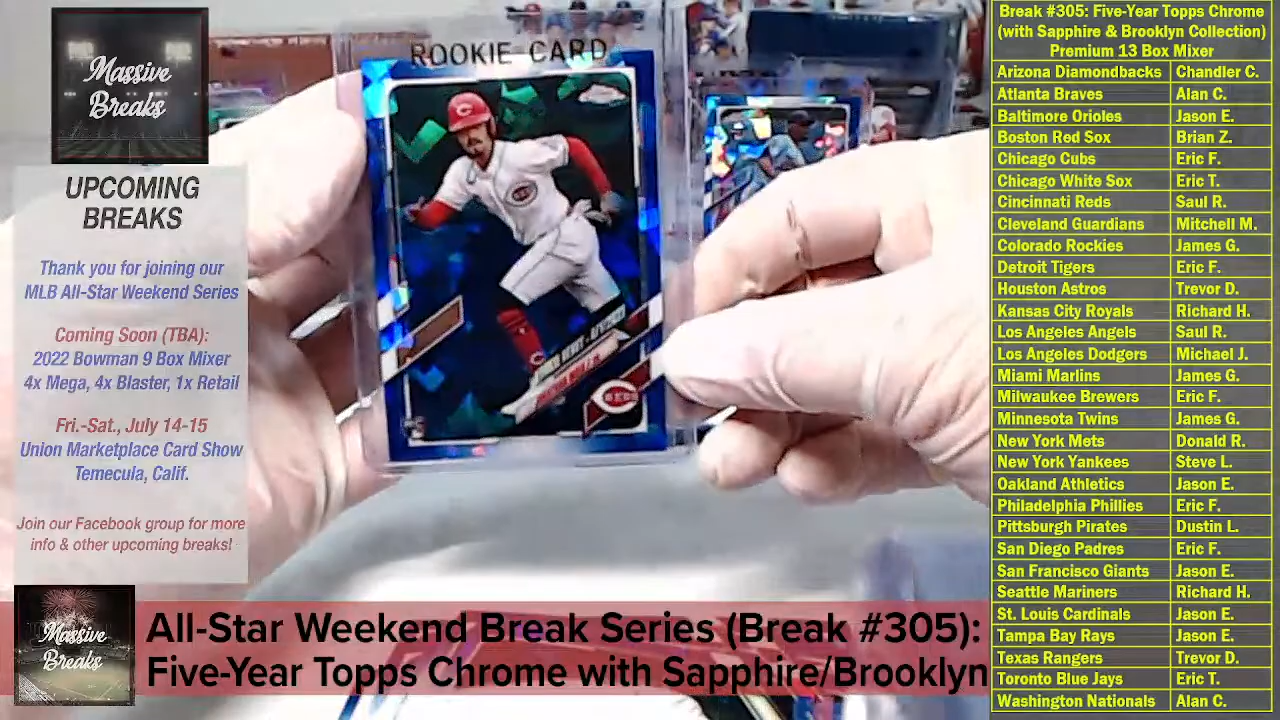 Massive
Breaks
UPCOMING
BREAKS
Thank you for joining our
MLB All-Star Weekend Series
Coming Soon (TBA):
2022 Bowman 9 Box Mixer
4x Mega, 4x Blaster, 1x Retail
Fri.-Sat., July 14-15
Union Marketplace Card Show
Temecula, Calif.
Join our Facebook group for more
info & other upcoming breaks!
ROOKIE CARD
REDS
Massive
Breaks
All-Star Weekend Break Series (Break #305):
Five-Year Topps Chrome with Sapphire/Brooklyn
Break #305: Five-Year Topps Chrome
(with Sapphire & Brooklyn Collection)
Premium 13 Box Mixer
Arizona Diamondbacks Chandler C.
Atlanta Braves Alan C.
Baltimore Orioles Jason E.
Boston Red Sox Brian Z.
Chicago Cubs Eric F.
Chicago White Sox Eric T.
Cincinnati Reds Saul R.
Cleveland Guardians Mitchell M.
Colorado Rockies James G.
Detroit Tigers Eric F.
Houston Astros Trevor D.
Kansas City Royals Richard H.
Los Angeles Angels Saul R.
Los Angeles Dodgers Michael J.
Miami Marlins James G.
Milwaukee Brewers Eric F.
Minnesota Twins James G.
New York Mets Donald R.
New York Yankees Steve L.
Oakland Athletics Jason E.
Philadelphia Phillies Eric F.
Pittsburgh Pirates Dustin L.
San Diego Padres Eric F.
San Francisco Giants Jason E.
Seattle Mariners Richard H.
St. Louis Cardinals Jason E.
Tampa Bay Rays Jason E.
Texas Rangers Trevor D.
Toronto Blue Jays Eric T.
Washington Nationals Alan C.